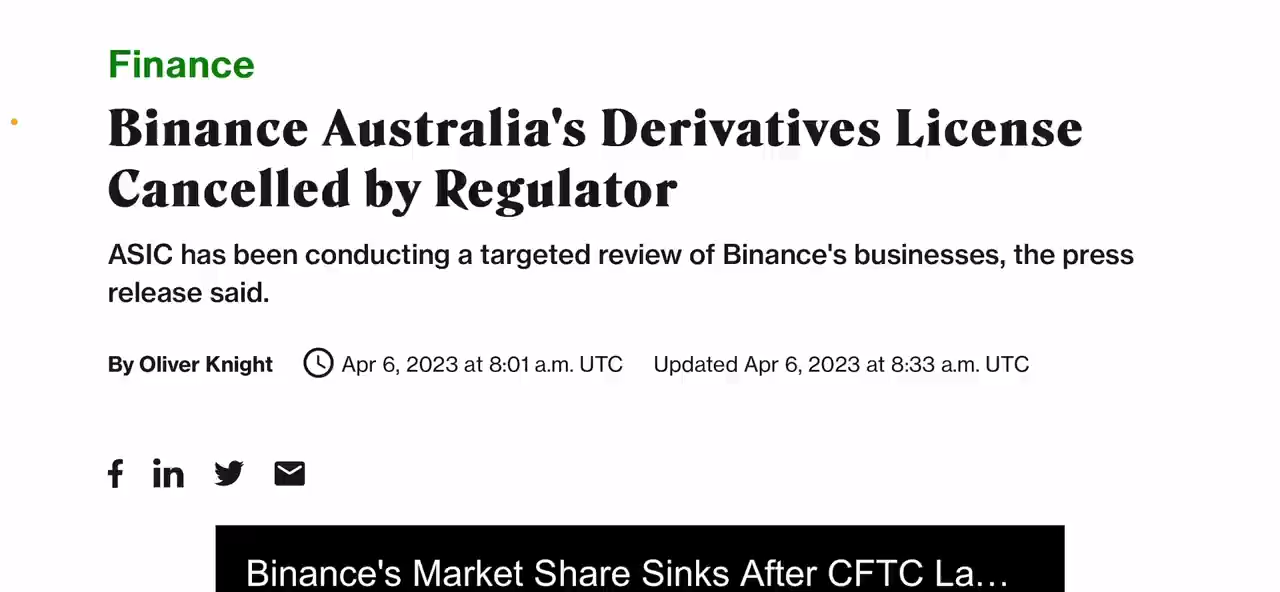 Finance
Binance Australia's Derivatives License
Cancelled by Regulator
ASIC has been conducting a targeted review of Binance's businesses, the press
release said.
By Oliver Knight Apr 6, 2023 at 8:01 a.m. UTC Updated Apr 6, 2023 at 8:33 a.m. UTC
Binance's Market Share Sinks After CFTC La...